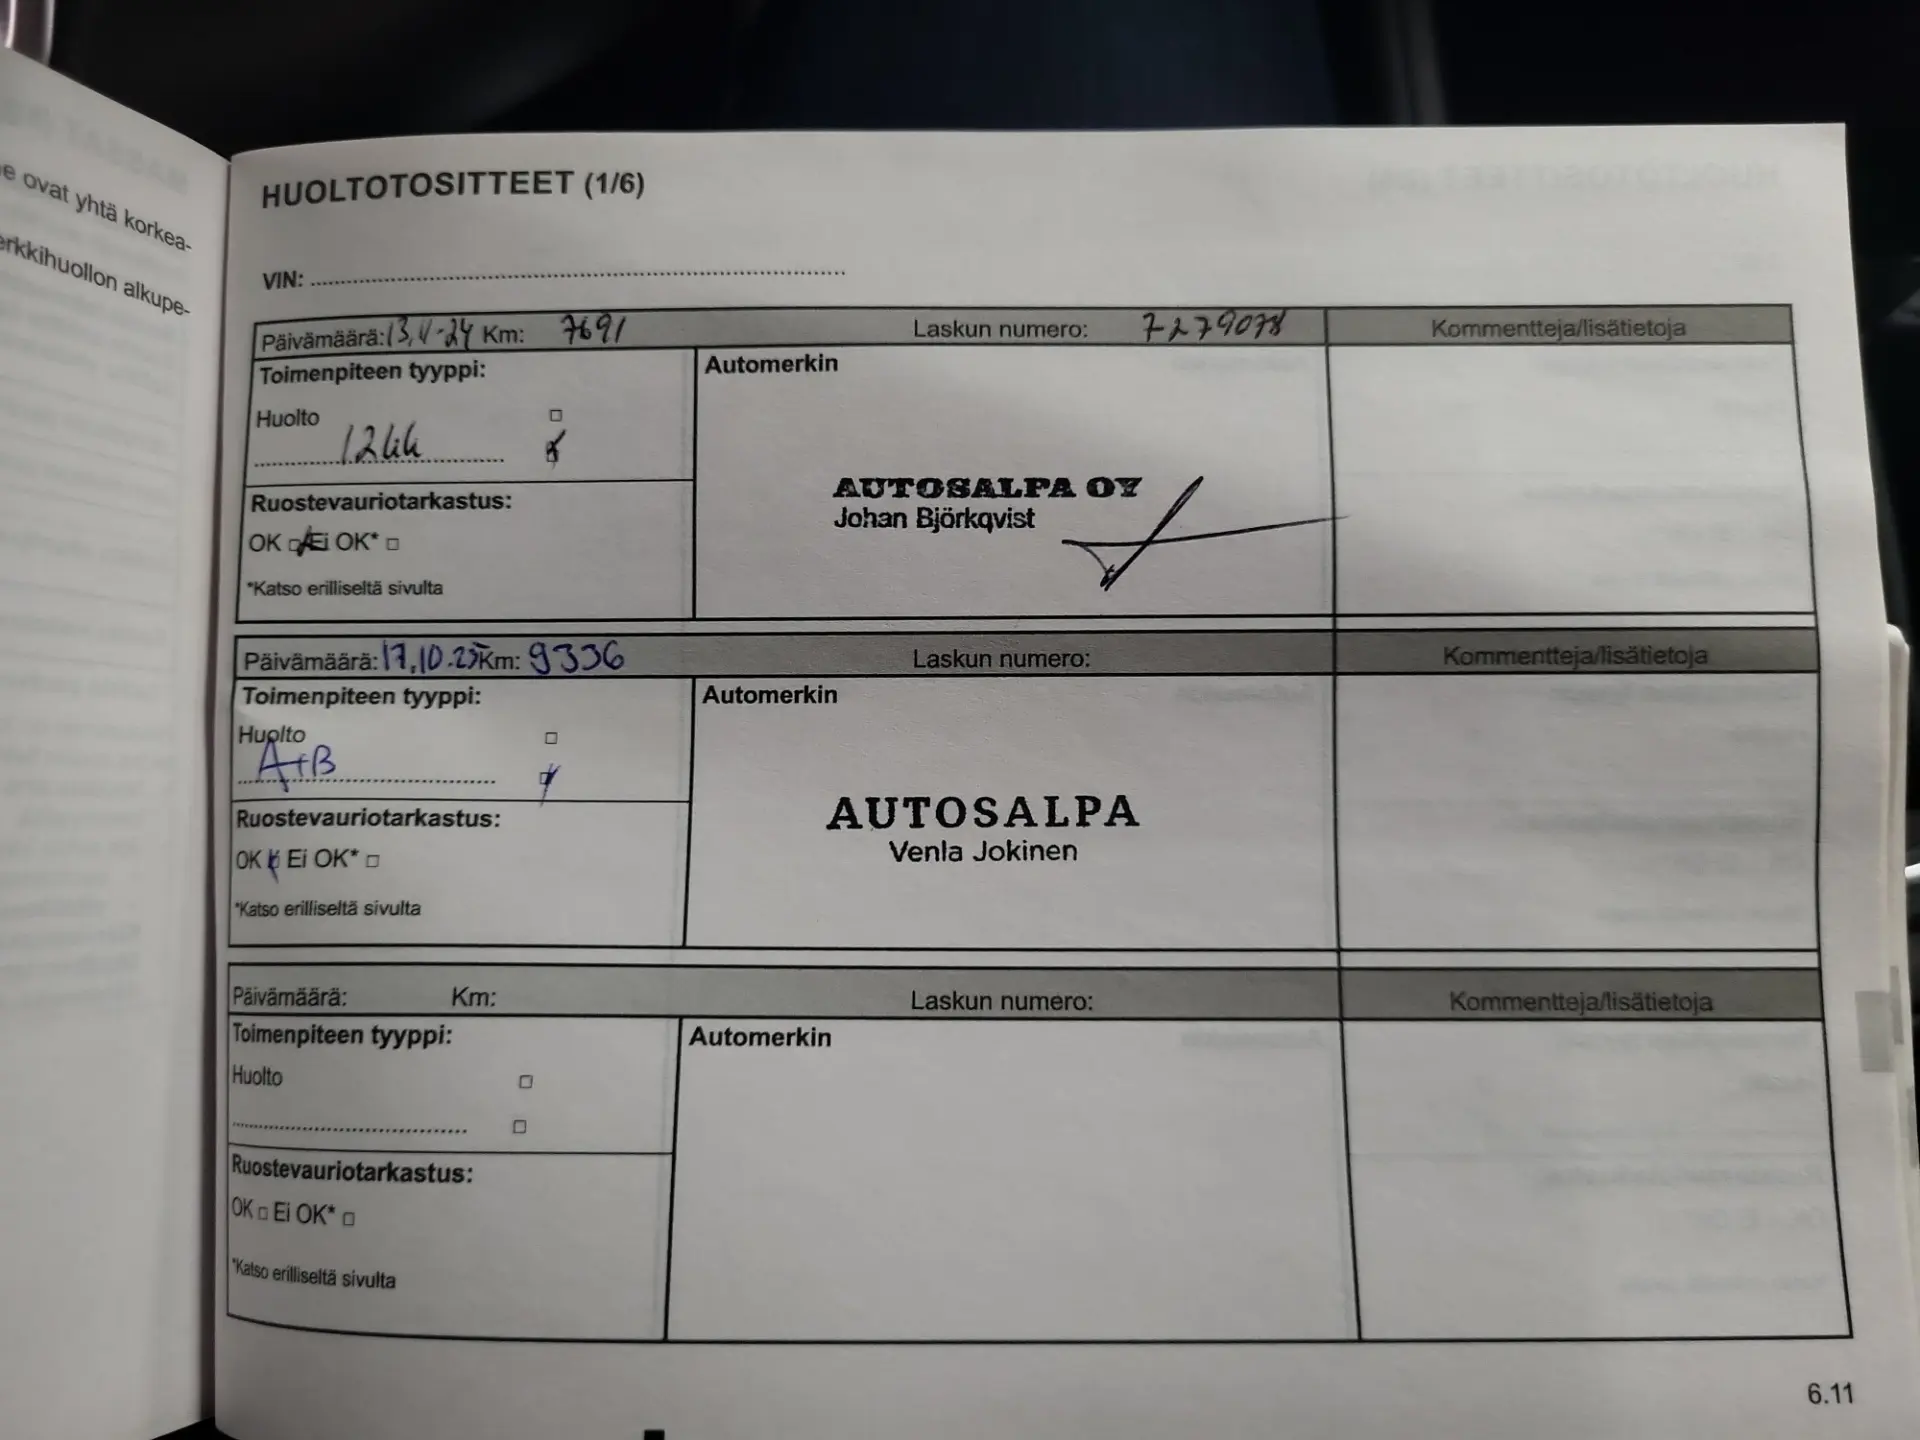 e ovat yhtä korkea-
erkkihuollon alkupe-
HUOLTOTOSITTEET (1/6)
VIN:
Päivämäärä: 13.V-24 Km: 7691 Laskun numero: 7279078 Kommentteja/lisätietoja
Toimenpiteen tyyppi: Automerkin
Huolto
12kk
AUTOSALPA OY
Johan Björkqvist
Ruostevauriotarkastus:
OK Ei OK*
*Katso erilliseltä sivulta
Päivämäärä: 17.10.25 Km: 9336 Laskun numero: Kommentteja/lisätietoja
Toimenpiteen tyyppi: Automerkin
Huolto
A+B
AUTOSALPA
Venla Jokinen
Ruostevauriotarkastus:
OK Ei OK*
*Katso erilliseltä sivulta
Päivämäärä: Km: Laskun numero: Kommentteja/lisätietoja
Toimenpiteen tyyppi: Automerkin
Huolto
Ruostevauriotarkastus:
OK Ei OK*
*Katso erilliseltä sivulta
6.11